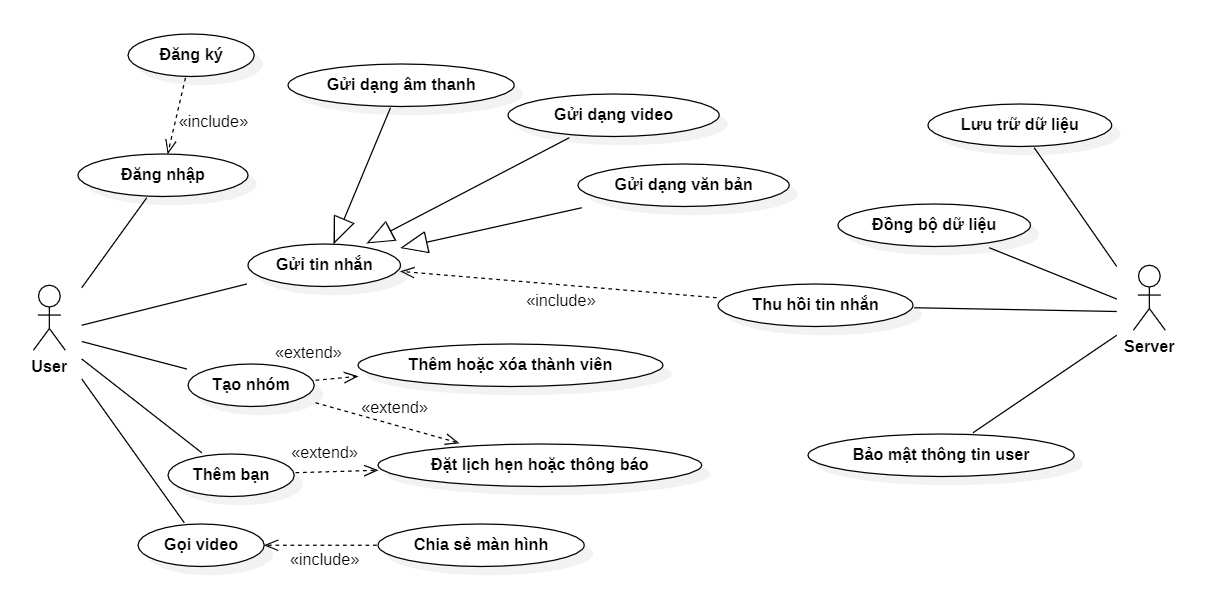 Đăng ký
Gửi dạng âm thanh
Gửi dạng video
«include»
Lưu trữ dữ liệu
Đăng nhập
Gửi dạng văn bản
Đồng bộ dữ liệu
Gửi tin nhắn
«include»
Thu hồi tin nhắn
User
Server
«extend»
Thêm hoặc xóa thành viên
Tạo nhóm
«extend»
«extend»
Đặt lịch hẹn hoặc thông báo
Bảo mật thông tin user
Thêm bạn
Gọi video
«include»
Chia sẻ màn hình